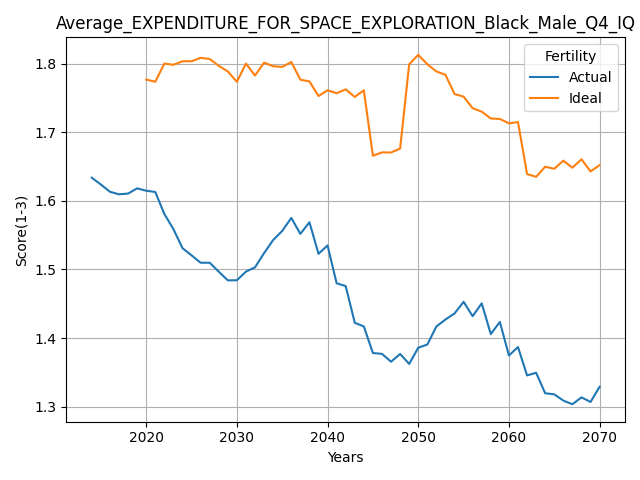 Average_EXPENDITURE_FOR_SPACE_EXPLORATION_Black_Male_Q4_IQ
Fertility
Actual
Ideal
Score(1-3)
1.8
1.7
1.6
1.5
1.4
1.3
2020 2030 2040 2050 2060 2070
Years